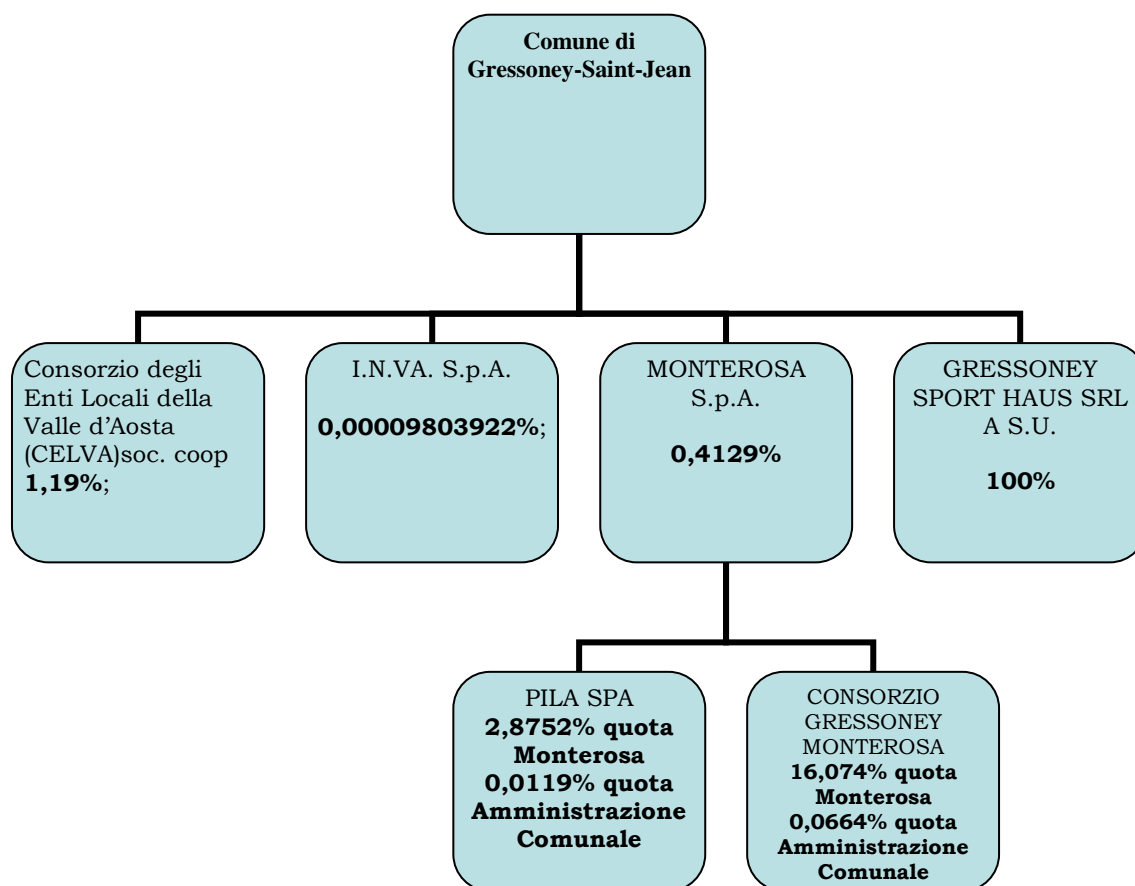 Comune di
Gressoney-Saint-Jean
Consorzio degli
Enti Locali della
Valle d'Aosta
(CELVA)soc. coop
1,19%;
I.N.VA. S.p.A.
0,00009803922%;
MONTEROSA
S.p.A.
0,4129%
GRESSONEY
SPORT HAUS SRL
A S.U.
100%
PILA SPA
2,8752% quota
Monterosa
0,0119% quota
Amministrazione
Comunale
CONSORZIO
GRESSONEY
MONTEROSA
16,074% quota
Monterosa
0,0664% quota
Amministrazione
Comunale